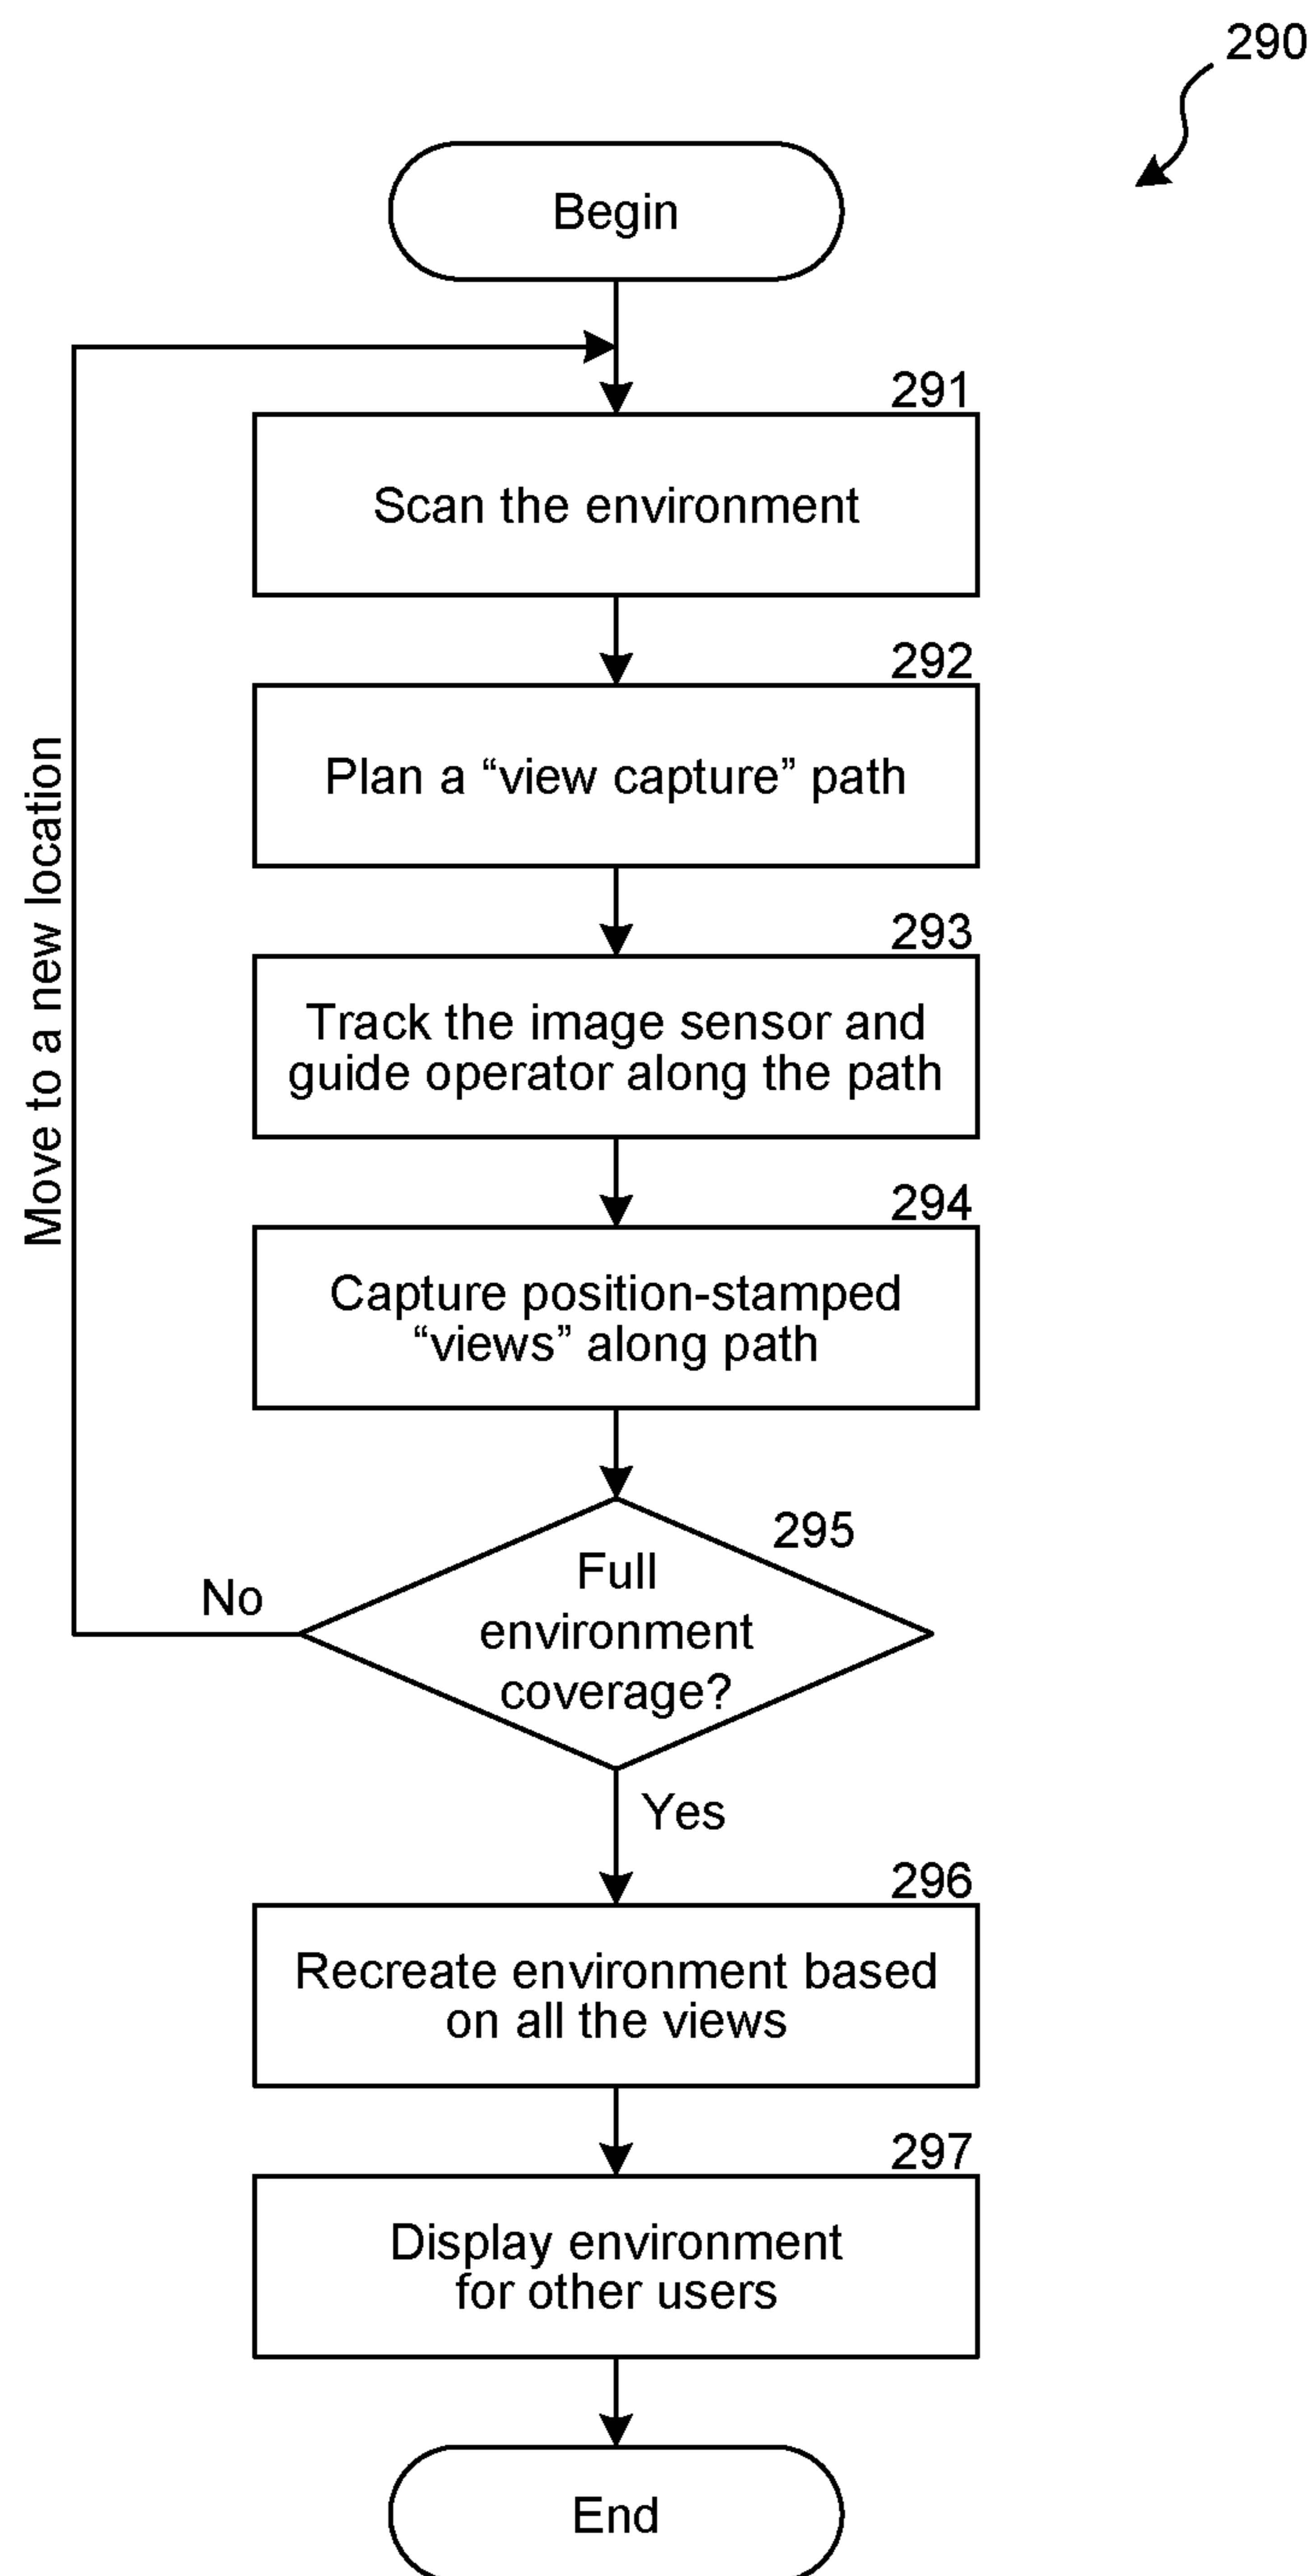 290
Begin
291
Scan the environment
292
Plan a “view capture” path
293
Track the image sensor and
guide operator along the path
294
Capture position-stamped
“views” along path
295
Full
environment
coverage?
No
Move to a new location
Yes
296
Recreate environment based
on all the views
297
Display environment
for other users
End